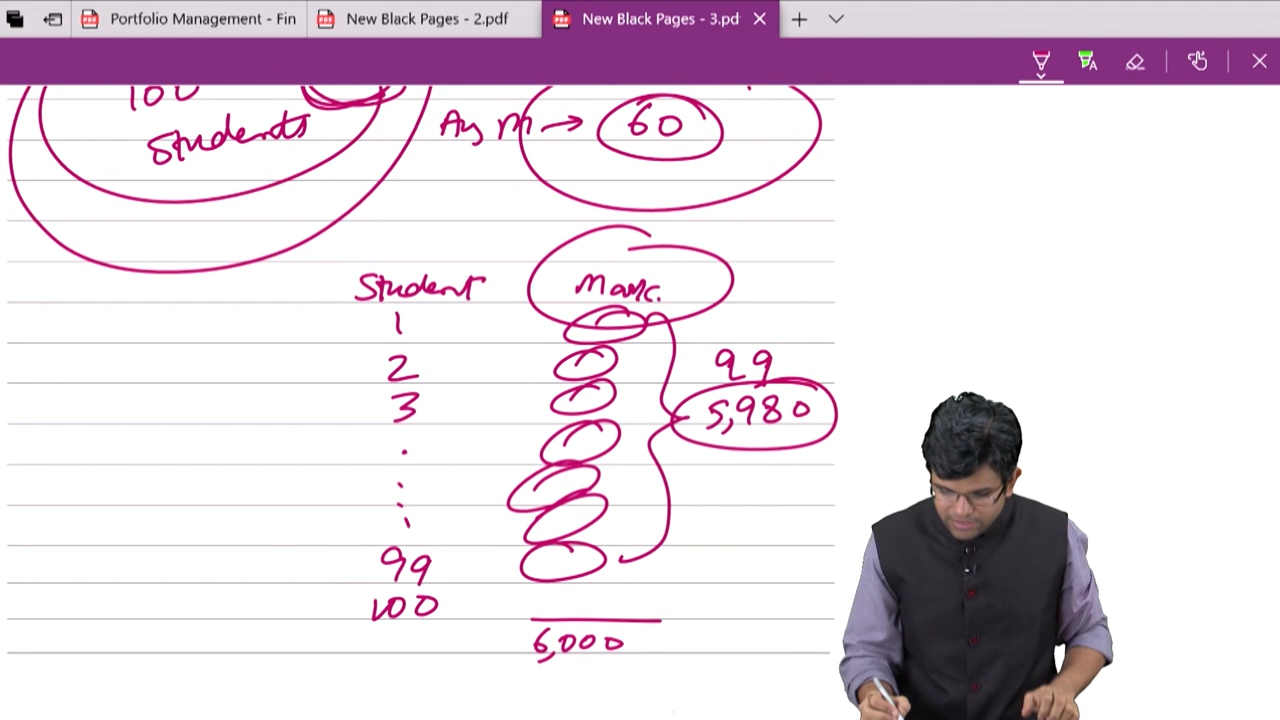 Portfolio Management - Fin
New Black Pages - 2.pdf
New Black Pages - 3.pd
100
Students
Avg M → 60
Student Marks.
1
2
3
99
5,980
99
100
6,000